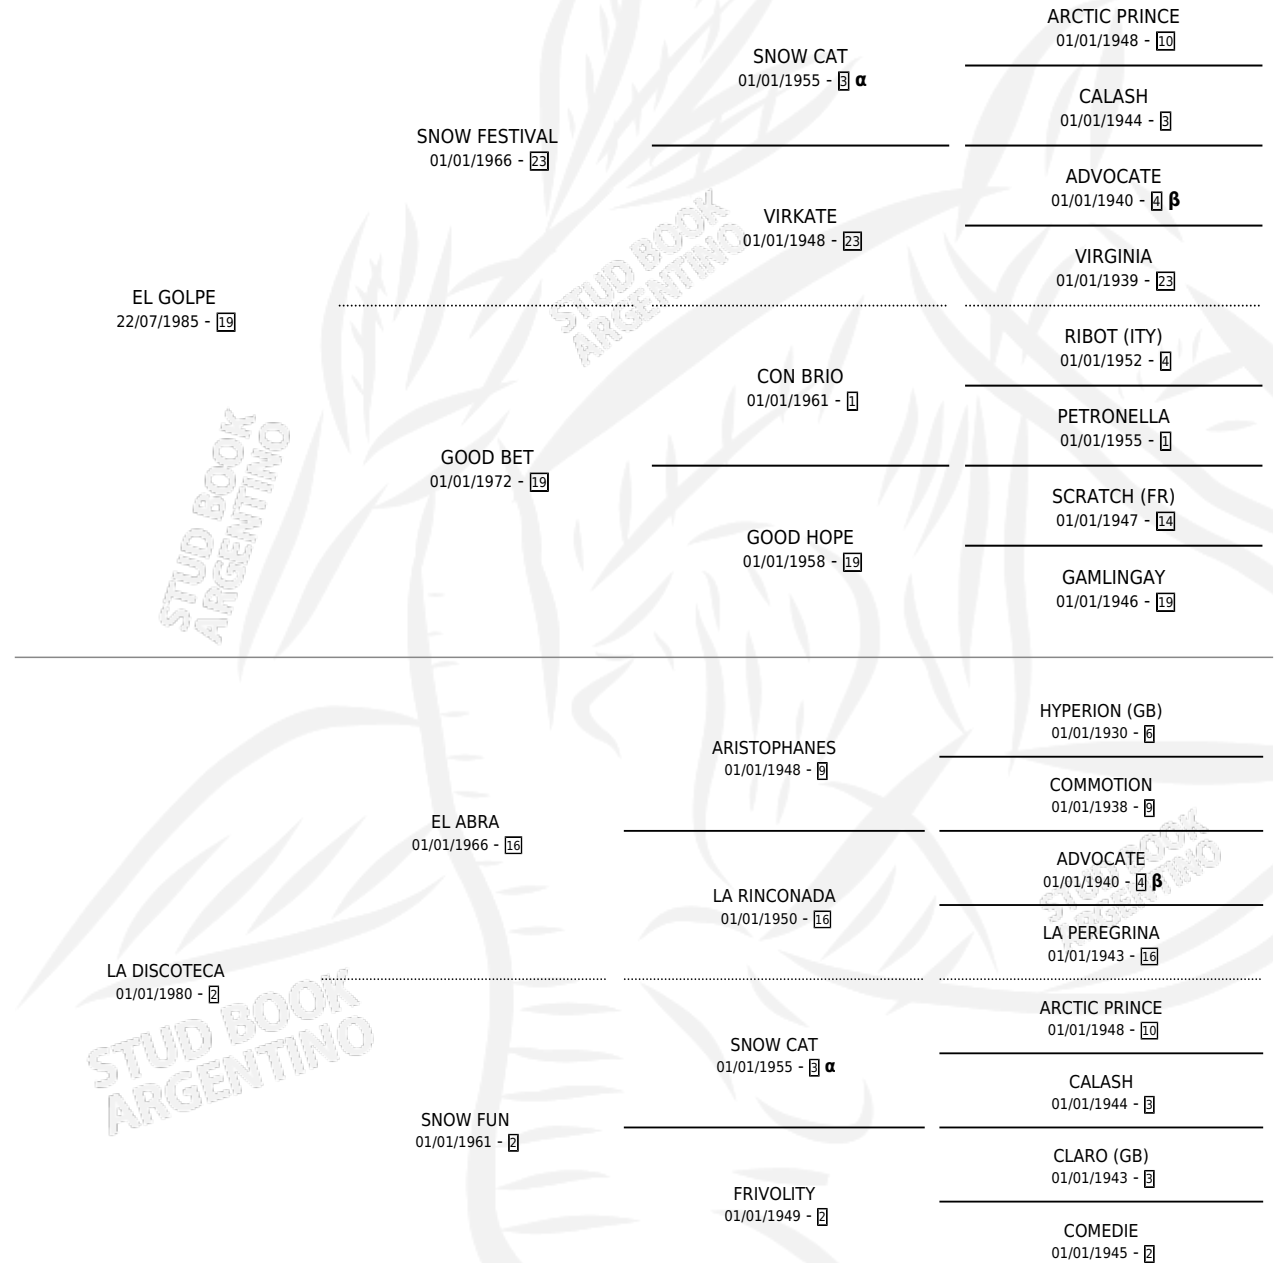 ARCTIC PRINCE
01/01/1948 - 10
SNOW CAT
01/01/1955 - 3 α
CALASH
01/01/1944 - 3
SNOW FESTIVAL
01/01/1966 - 23
ADVOCATE
01/01/1940 - 4 β
VIRKATE
01/01/1948 - 23
VIRGINIA
01/01/1939 - 23
EL GOLPE
22/07/1985 - 19
RIBOT (ITY)
01/01/1952 - 4
CON BRIO
01/01/1961 - 1
PETRONELLA
01/01/1955 - 1
GOOD BET
01/01/1972 - 19
SCRATCH (FR)
01/01/1947 - 14
GOOD HOPE
01/01/1958 - 19
GAMLINGAY
01/01/1946 - 19
HYPERION (GB)
01/01/1930 - 6
ARISTOPHANES
01/01/1948 - 9
COMMOTION
01/01/1938 - 9
EL ABRA
01/01/1966 - 16
ADVOCATE
01/01/1940 - 4 β
LA RINCONADA
01/01/1950 - 16
LA PEREGRINA
01/01/1943 - 16
LA DISCOTECA
01/01/1980 - 2
ARCTIC PRINCE
01/01/1948 - 10
SNOW CAT
01/01/1955 - 3 α
CALASH
01/01/1944 - 3
SNOW FUN
01/01/1961 - 2
CLARO (GB)
01/01/1943 - 3
FRIVOLITY
01/01/1949 - 2
COMEDIE
01/01/1945 - 2
STUD BOOK
ARGENTINO
STUD BOOK
ARGENTINO
STUD BOOK
ARGENTINO
STUD BOOK
ARGENTINO